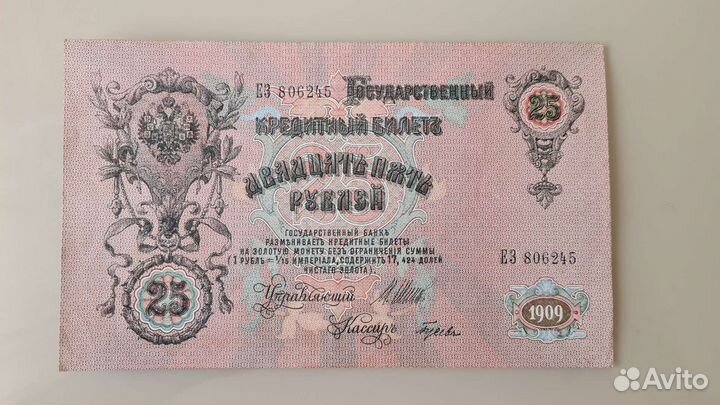 ЕЗ 806245 Государственный
25
Кредитный Билетъ
Двадцать пять
рублей
Государственный Банкъ
размѣниваетъ кредитные билеты
на золотую монету безъ ограниченія суммы
(1 рубль = 1/15 имперіала, содержитъ 17, 424 долей
чистаго золота).
ЕЗ 806245
25
Управляющій
Кассиръ
1909
Avito